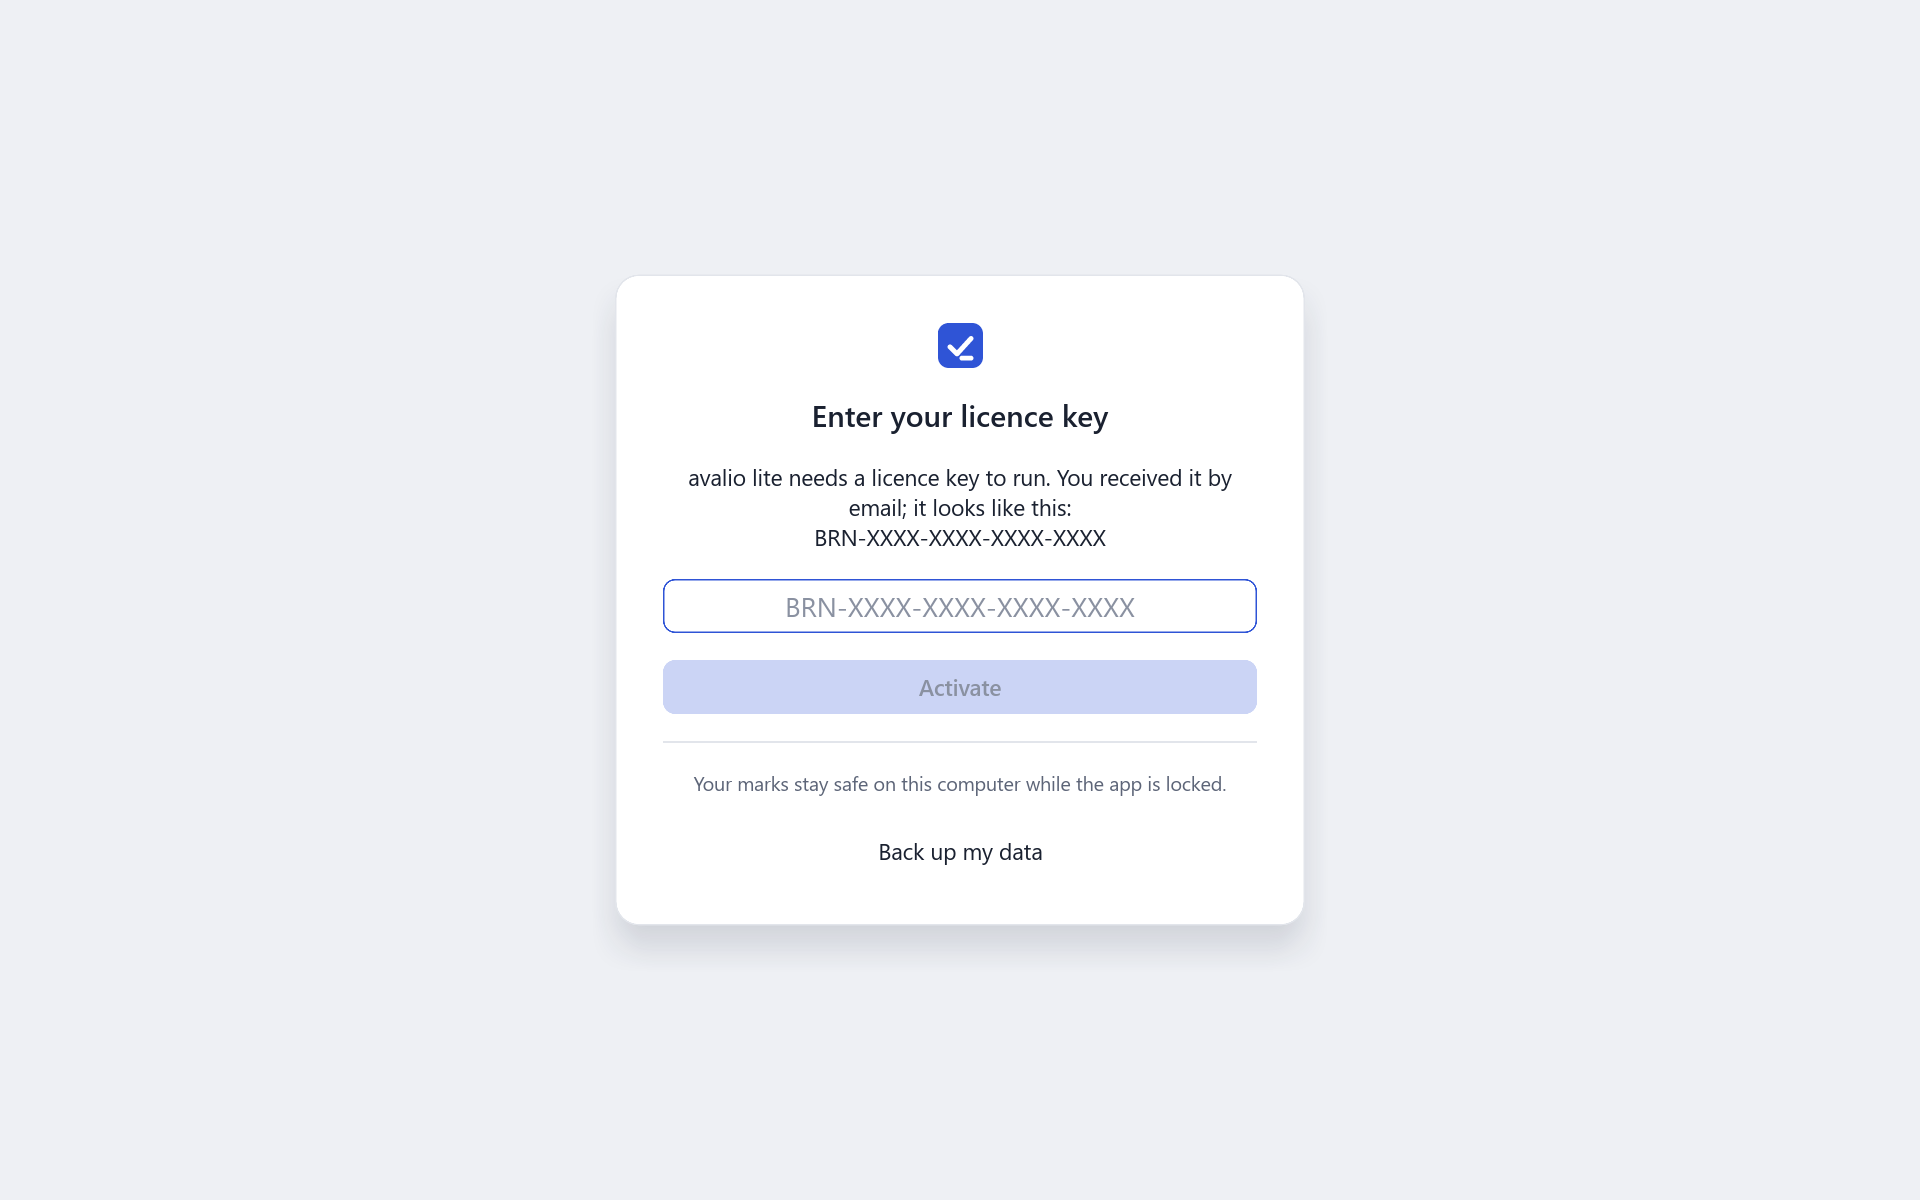 Enter your licence key
avalio lite needs a licence key to run. You received it by
email; it looks like this:
BRN-XXXX-XXXX-XXXX-XXXX
BRN-XXXX-XXXX-XXXX-XXXX
Activate
Your marks stay safe on this computer while the app is locked.
Back up my data